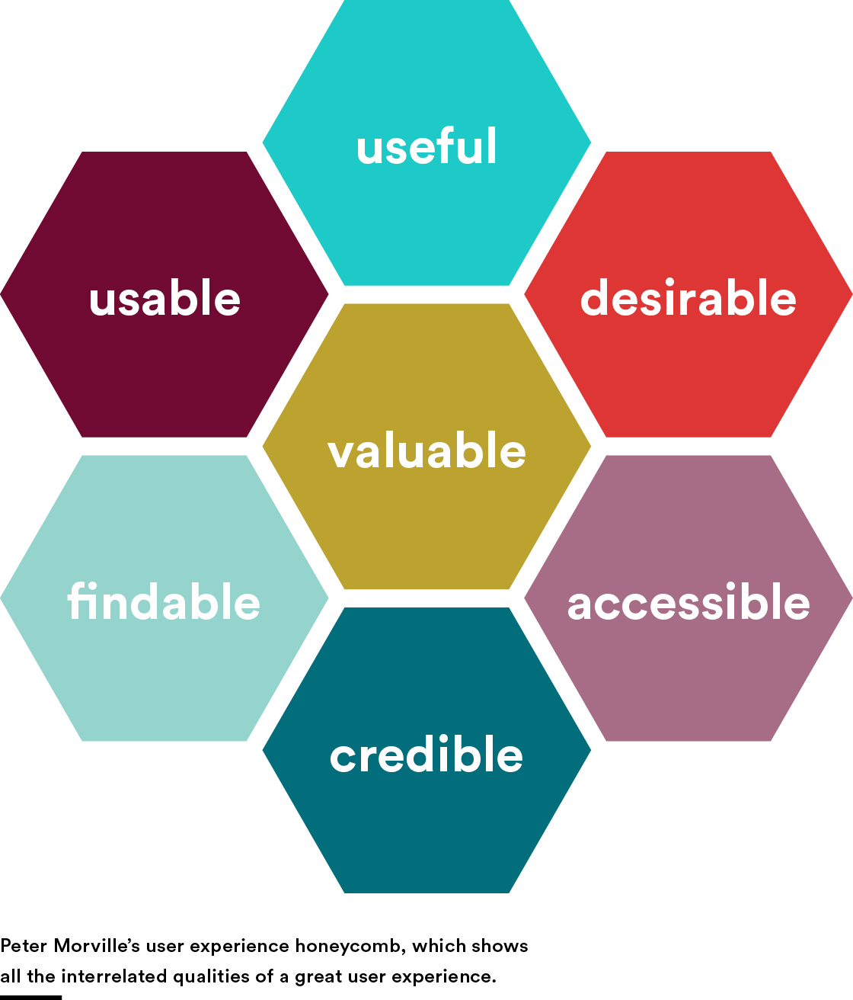 useful
usable
desirable
valuable
findable
accessible
credible
Peter Morville’s user experience honeycomb, which shows
all the interrelated qualities of a great user experience.